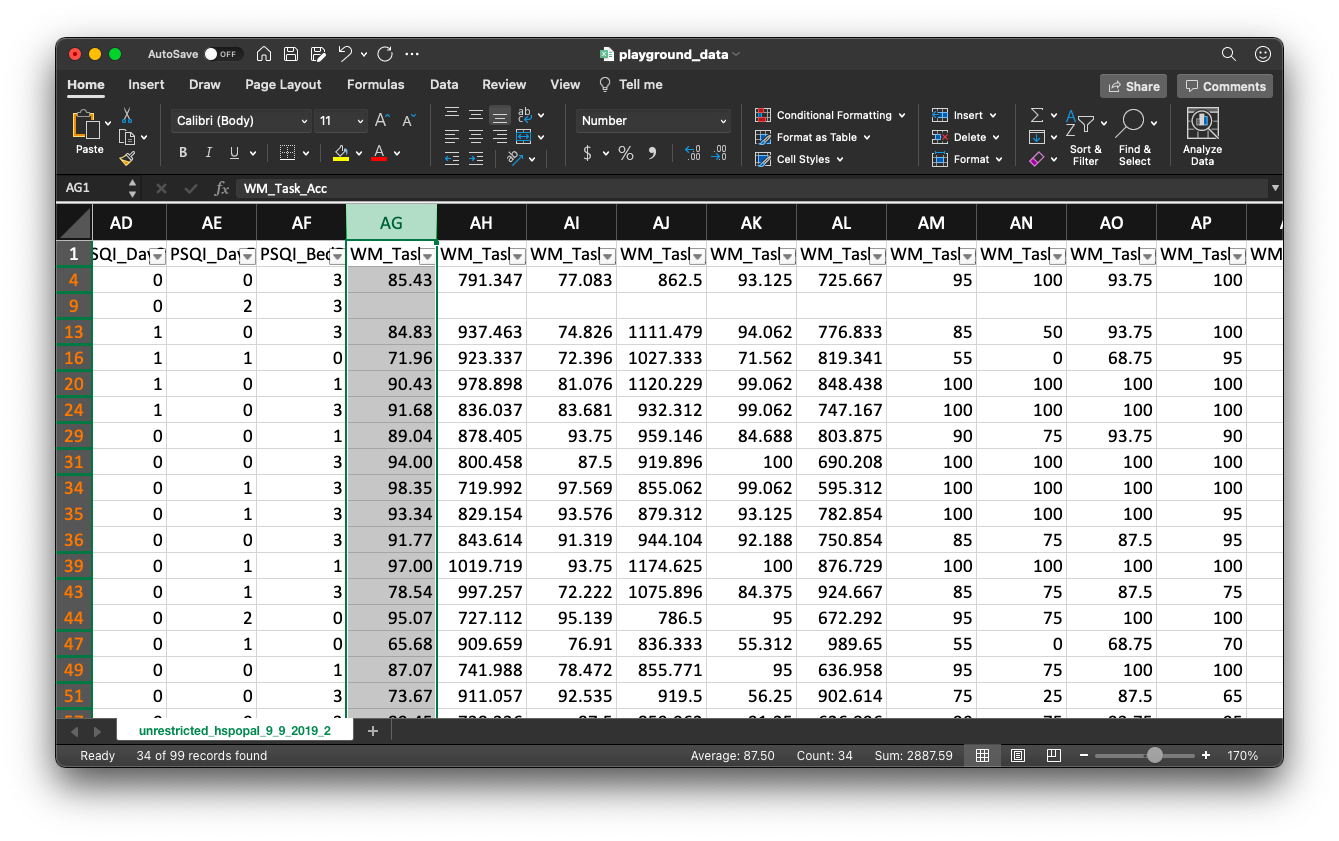 AutoSave OFF playground_data
Home Insert Draw Page Layout Formulas Data Review View Tell me Share Comments
Paste Calibri (Body) 11 Number Conditional Formatting Insert
Format as Table Delete
Cell Styles Format
Sort & Filter Find & Select Analyze Data
AG1 fx WM_Task_Acc
AD AE AF AG AH AI AJ AK AL AM AN AO AP
1 SQI_Day PSQI_Day PSQI_Bed WM_Tas WM_Tas WM_Tas WM_Tas WM_Tas WM_Tas WM_Tas WM_Tas WM_Tas WM_Tas WM
4 0 0 3 85.43 791.347 77.083 862.5 93.125 725.667 95 100 93.75 100
9 0 2 3
13 1 0 3 84.83 937.463 74.826 1111.479 94.062 776.833 85 50 93.75 100
16 1 1 0 71.96 923.337 72.396 1027.333 71.562 819.341 55 0 68.75 95
20 1 0 1 90.43 978.898 81.076 1120.229 99.062 848.438 100 100 100 100
24 1 0 3 91.68 836.037 83.681 932.312 99.062 747.167 100 100 100 100
29 0 0 1 89.04 878.405 93.75 959.146 84.688 803.875 90 75 93.75 90
31 0 0 3 94.00 800.458 87.5 919.896 100 690.208 100 100 100 100
34 0 1 3 98.35 719.992 97.569 855.062 99.062 595.312 100 100 100 100
35 0 1 3 93.34 829.154 93.576 879.312 93.125 782.854 100 100 100 95
36 0 0 3 91.77 843.614 91.319 944.104 92.188 750.854 85 75 87.5 95
39 0 1 1 97.00 1019.719 93.75 1174.625 100 876.729 100 100 100 100
43 0 1 3 78.54 997.257 72.222 1075.896 84.375 924.667 85 75 87.5 75
44 0 2 0 95.07 727.112 95.139 786.5 95 672.292 95 75 100 100
47 0 1 0 65.68 909.659 76.91 836.333 55.312 989.65 55 0 68.75 70
49 0 0 1 87.07 741.988 78.472 855.771 95 636.958 95 75 100 100
51 0 0 3 73.67 911.057 92.535 919.5 56.25 902.614 75 25 87.5 65
unrestricted_hspopal_9_9_2019_2
Ready 34 of 99 records found Average: 87.50 Count: 34 Sum: 2887.59 170%